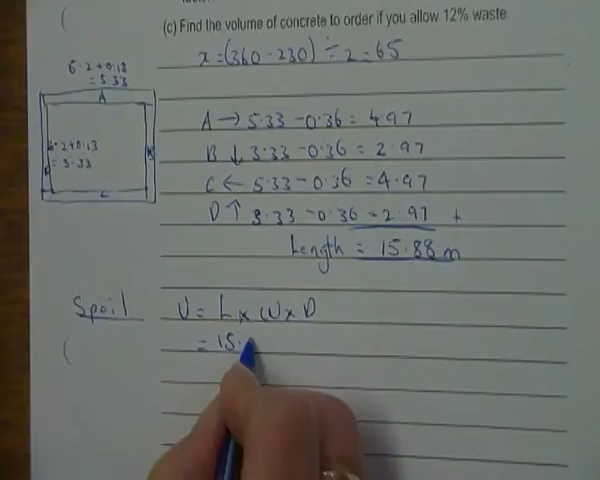 (c) Find the volume of concrete to order if you allow 12% waste.
x = (360 - 230) ÷ 2 = 65
6.2 + 0.13
= 5.33
A
A → 5.33 - 0.36 = 4.97
.2 + 0.13
= 3.33
B ↓ 3.33 - 0.36 = 2.97
C ← 5.33 - 0.36 = 4.97
C
D ↑ 3.33 - 0.36 = 2.97 +
Length = 15.88 m
Spoil V = L x W x D
= 15.